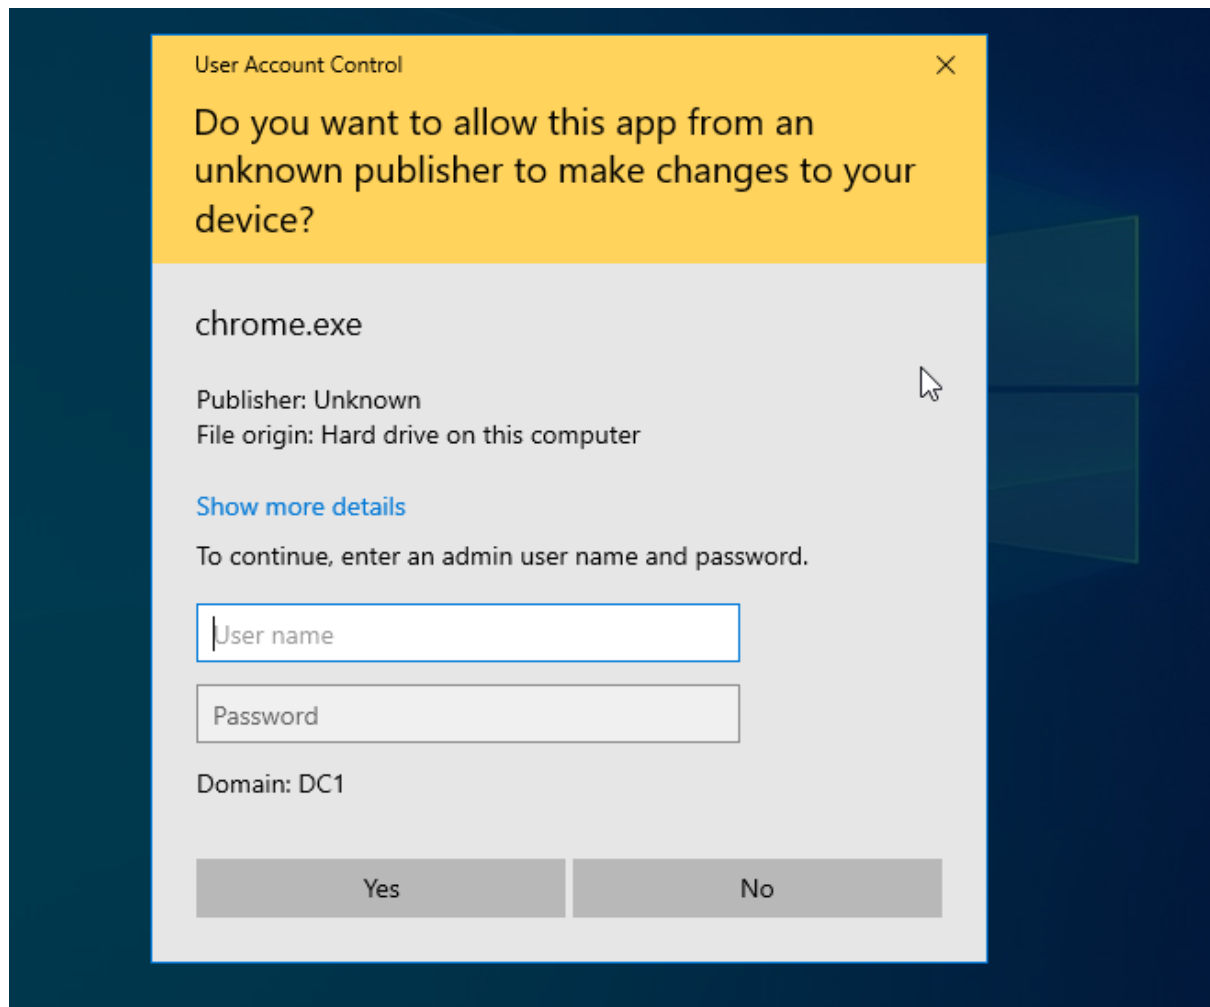 User Account Control
Do you want to allow this app from an
unknown publisher to make changes to your
device?
chrome.exe
Publisher: Unknown
File origin: Hard drive on this computer
Show more details
To continue, enter an admin user name and password.
User name
Password
Domain: DC1
Yes
No